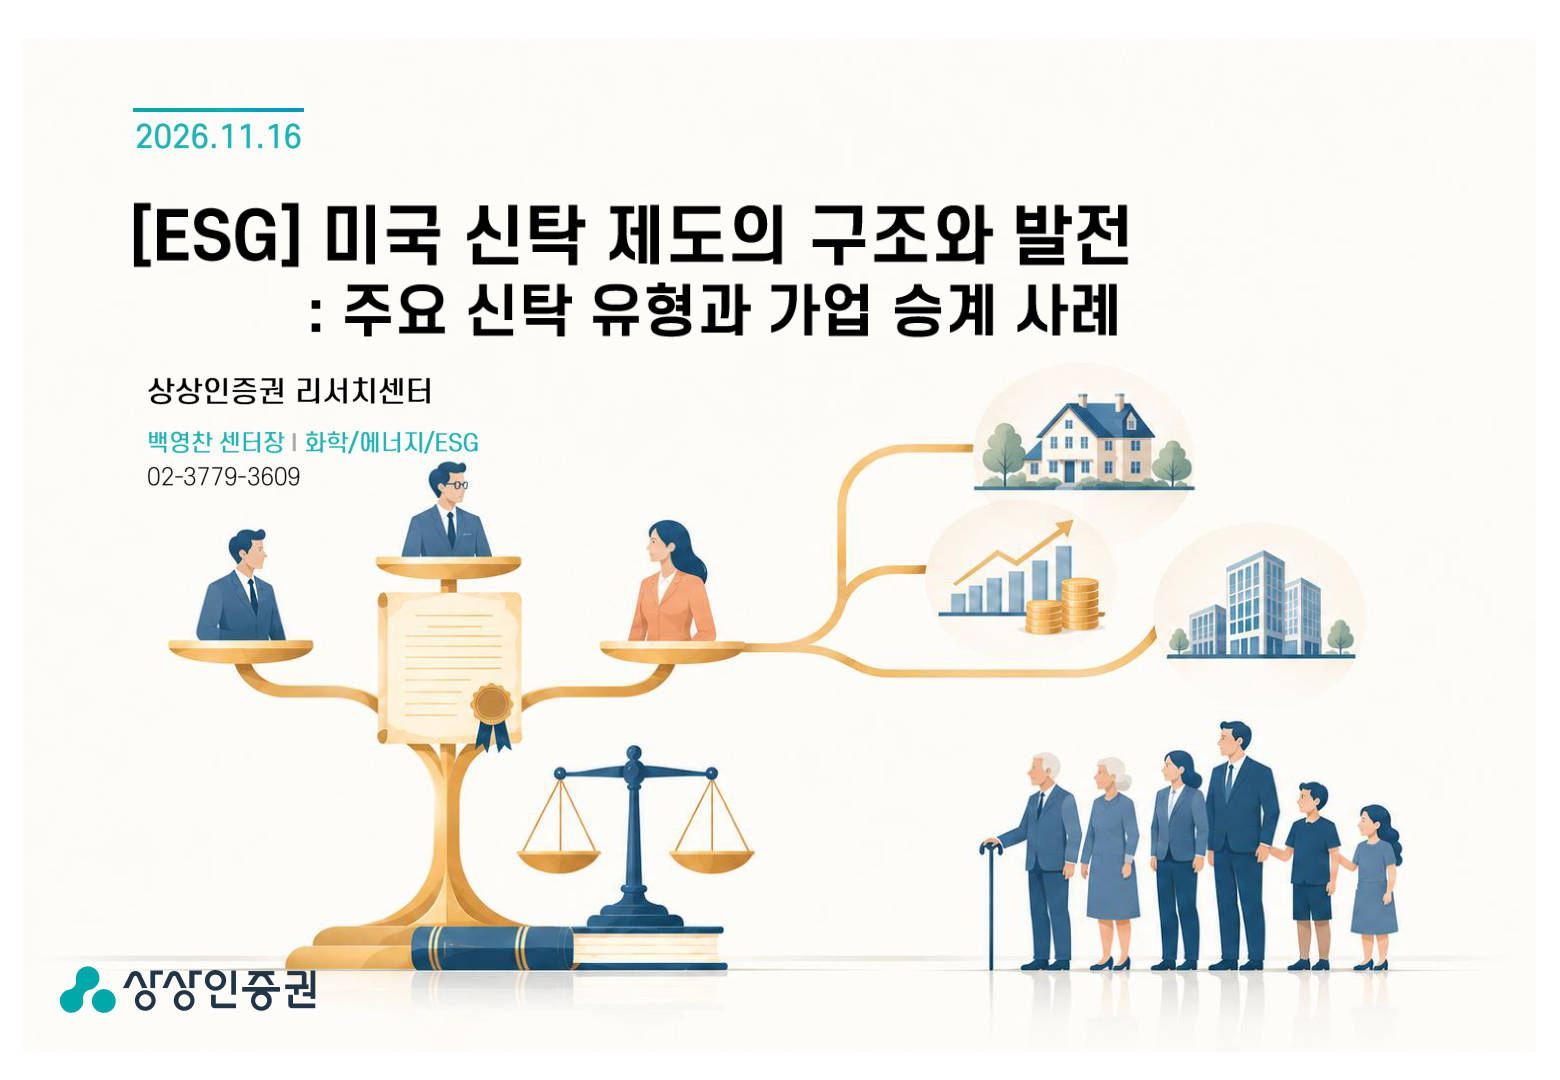 2026.11.16
[ESG] 미국 신탁 제도의 구조와 발전
: 주요 신탁 유형과 가업 승계 사례
상상인증권 리서치센터
백영찬 센터장 | 화학/에너지/ESG
02-3779-3609
상상인증권